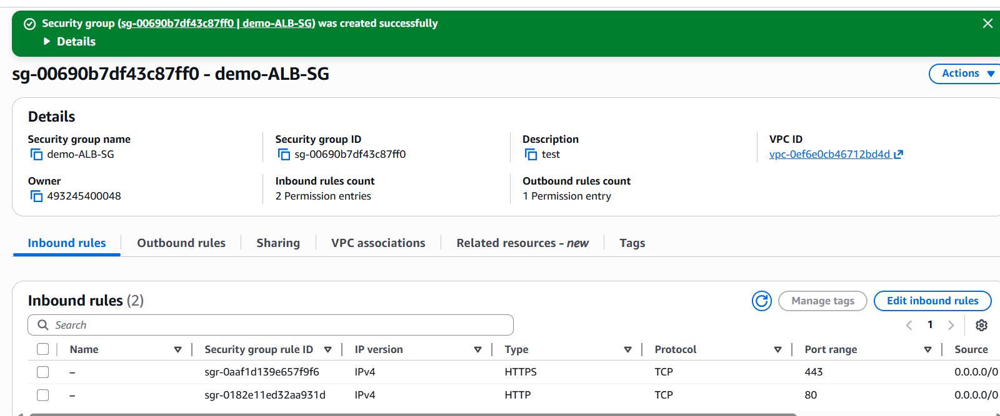 Security group (sg-00690b7df43c87ff0 | demo-ALB-SG) was created successfully
Details
sg-00690b7df43c87ff0 - demo-ALB-SG
Actions
Details
Security group name
demo-ALB-SG
Security group ID
sg-00690b7df43c87ff0
Description
test
VPC ID
vpc-0ef6e0cb46712bd4d
Owner
493245400048
Inbound rules count
2 Permission entries
Outbound rules count
1 Permission entry
Inbound rules Outbound rules Sharing VPC associations Related resources - new Tags
Inbound rules (2)
Manage tags
Edit inbound rules
Search
1
Name Security group rule ID IP version Type Protocol Port range Source
– sgr-0aaf1d139e657f9f6 IPv4 HTTPS TCP 443 0.0.0.0/0
– sgr-0182e11ed32aa931d IPv4 HTTP TCP 80 0.0.0.0/0